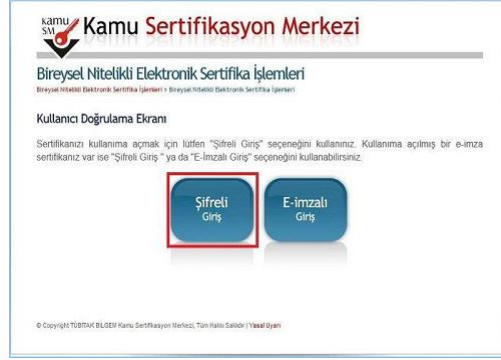 Kamu
SM
Kamu Sertifikasyon Merkezi
Bireysel Nitelikli Elektronik Sertifika İşlemleri
Bireysel Nitelikli Elektronik Sertifika İşlemleri > Bireysel Nitelikli Elektronik Sertifika İşlemleri
Kullanıcı Doğrulama Ekranı
Sertifikanızı kullanıma açmak için lütfen "Şifreli Giriş" seçeneğini kullanınız. Kullanıma açılmış bir e-imza
sertifikanız var ise "Şifreli Giriş " ya da "E-İmzalı Giriş" seçeneğini kullanabilirsiniz.
Şifreli
Giriş
E-imzalı
Giriş
© Copyright TÜBİTAK BİLGEM Kamu Sertifikasyon Merkezi, Tüm Hakkı Saklıdır | Yasal Uyarı